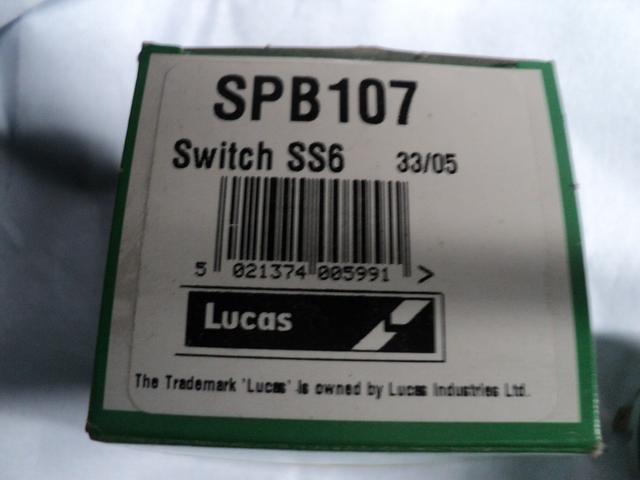 SPB107
Switch SS6 33/05
5 021374 005991 >
Lucas
The Trademark 'Lucas' is owned by Lucas Industries Ltd.